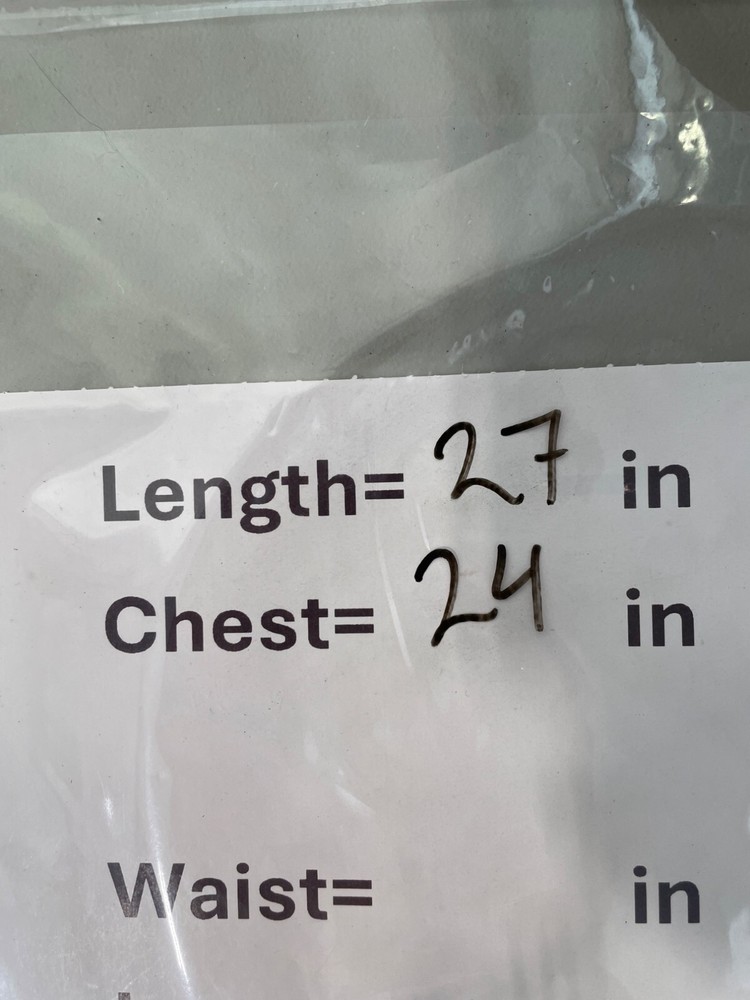 Length= 27 in
Chest= 24 in
Waist= in